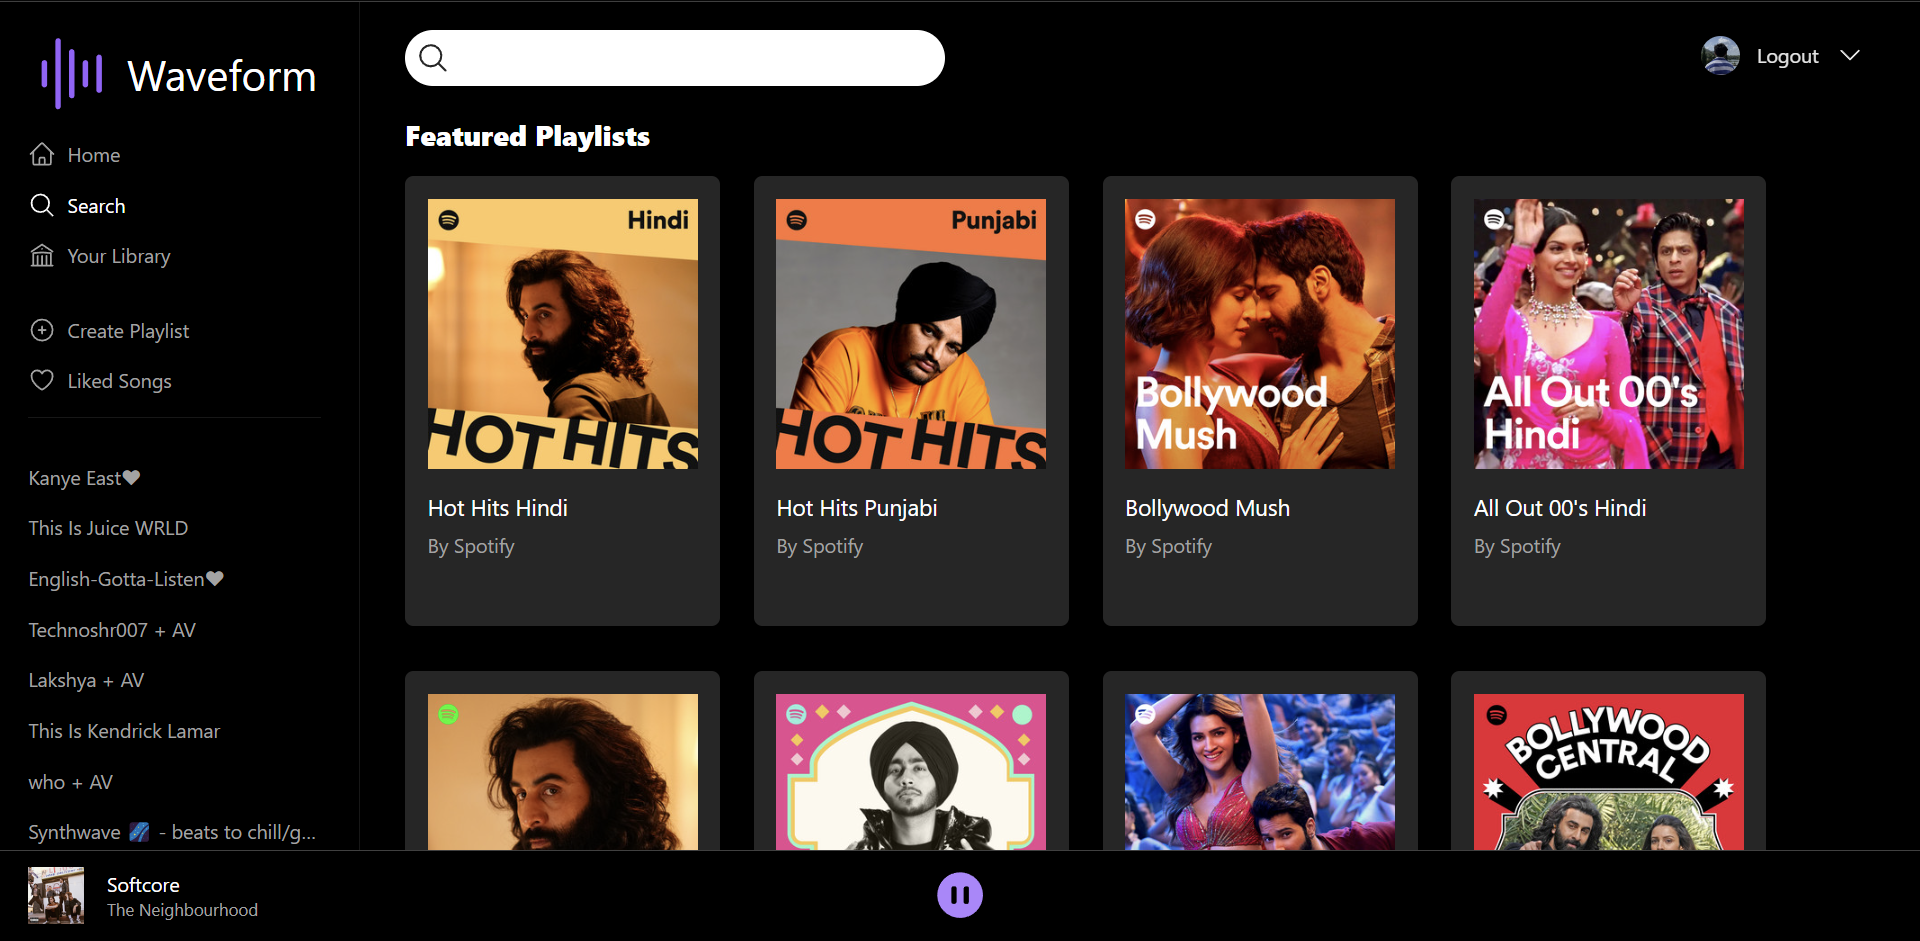 Waveform
Home
Search
Your Library
Create Playlist
Liked Songs
Kanye East🖤
This Is Juice WRLD
English-Gotta-Listen🖤
Technoshr007 + AV
Lakshya + AV
This Is Kendrick Lamar
who + AV
Synthwave 🌌 - beats to chill/g...
Logout
Featured Playlists
Hindi
HOT HITS
Hot Hits Hindi
By Spotify
Punjabi
HOT HITS
Hot Hits Punjabi
By Spotify
Bollywood
Mush
Bollywood Mush
By Spotify
All Out 00's
Hindi
All Out 00's Hindi
By Spotify
BOLLYWOOD
CENTRAL
Softcore
The Neighbourhood